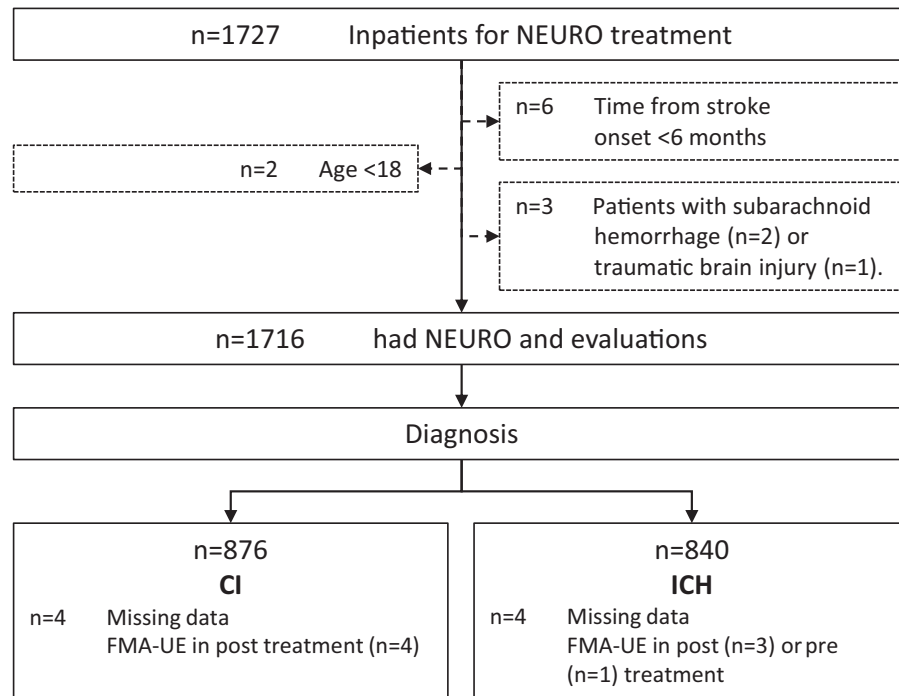 n=1727 Inpatients for NEURO treatment
n=6 Time from stroke
onset <6 months
n=2 Age <18
n=3 Patients with subarachnoid
hemorrhage (n=2) or
traumatic brain injury (n=1).
n=1716 had NEURO and evaluations
Diagnosis
n=876
CI
n=4 Missing data
FMA-UE in post treatment (n=4)
n=840
ICH
n=4 Missing data
FMA-UE in post (n=3) or pre
(n=1) treatment